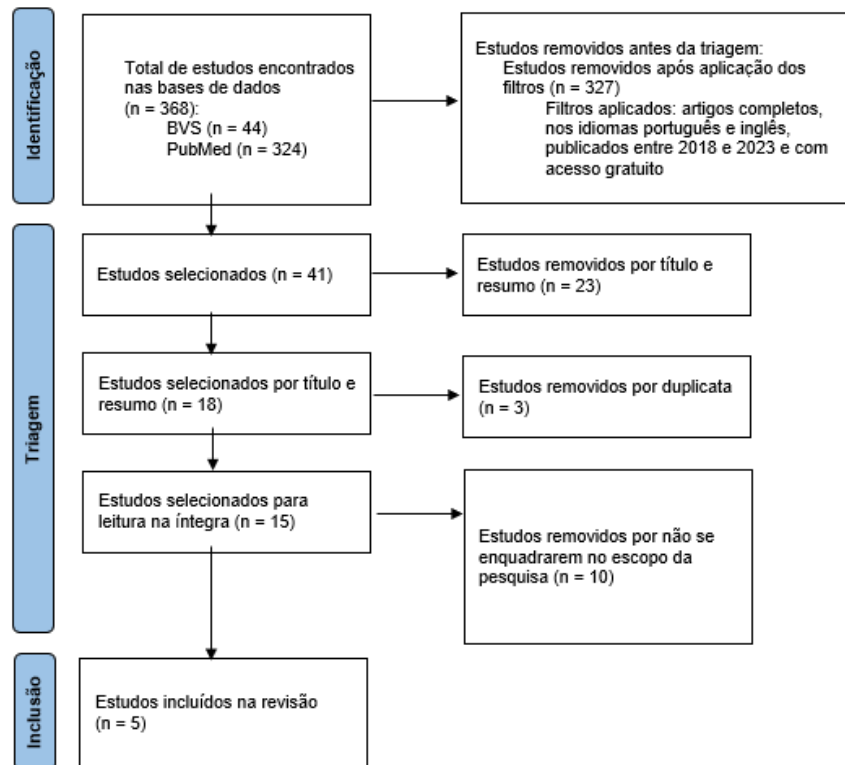 Identificação
Total de estudos encontrados
nas bases de dados
(n = 368):
BVS (n = 44)
PubMed (n = 324)
Estudos removidos antes da triagem:
Estudos removidos após aplicação dos
filtros (n = 327)
Filtros aplicados: artigos completos,
nos idiomas português e inglês,
publicados entre 2018 e 2023 e com
acesso gratuito
Triagem
Estudos selecionados (n = 41)
Estudos removidos por título e
resumo (n = 23)
Estudos selecionados por título e
resumo (n = 18)
Estudos removidos por duplicata
(n = 3)
Estudos selecionados para
leitura na íntegra (n = 15)
Estudos removidos por não se
enquadrarem no escopo da
pesquisa (n = 10)
Inclusão
Estudos incluídos na revisão
(n = 5)